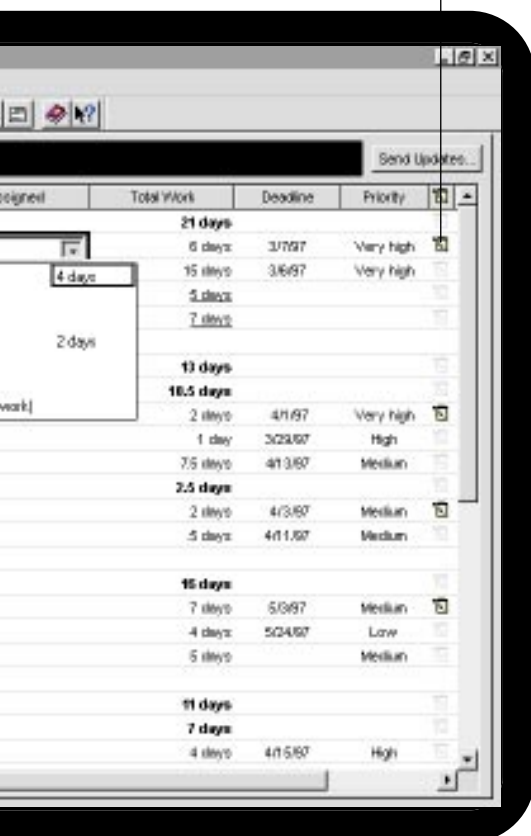 Send Updates...
ssigned Total Work Deadline Priority
21 days
6 days 3/7/97 Very high
4 days 15 days 3/6/97 Very high
5 days
7 days
2 days
13 days
work) 10.5 days
2 days 4/1/97 Very high
1 day 3/29/97 High
7.5 days 4/13/97 Medium
2.5 days
2 days 4/3/97 Medium
.5 days 4/11/97 Medium
15 days
7 days 5/3/97 Medium
4 days 5/24/97 Low
5 days Medium
11 days
7 days
4 days 4/15/97 High